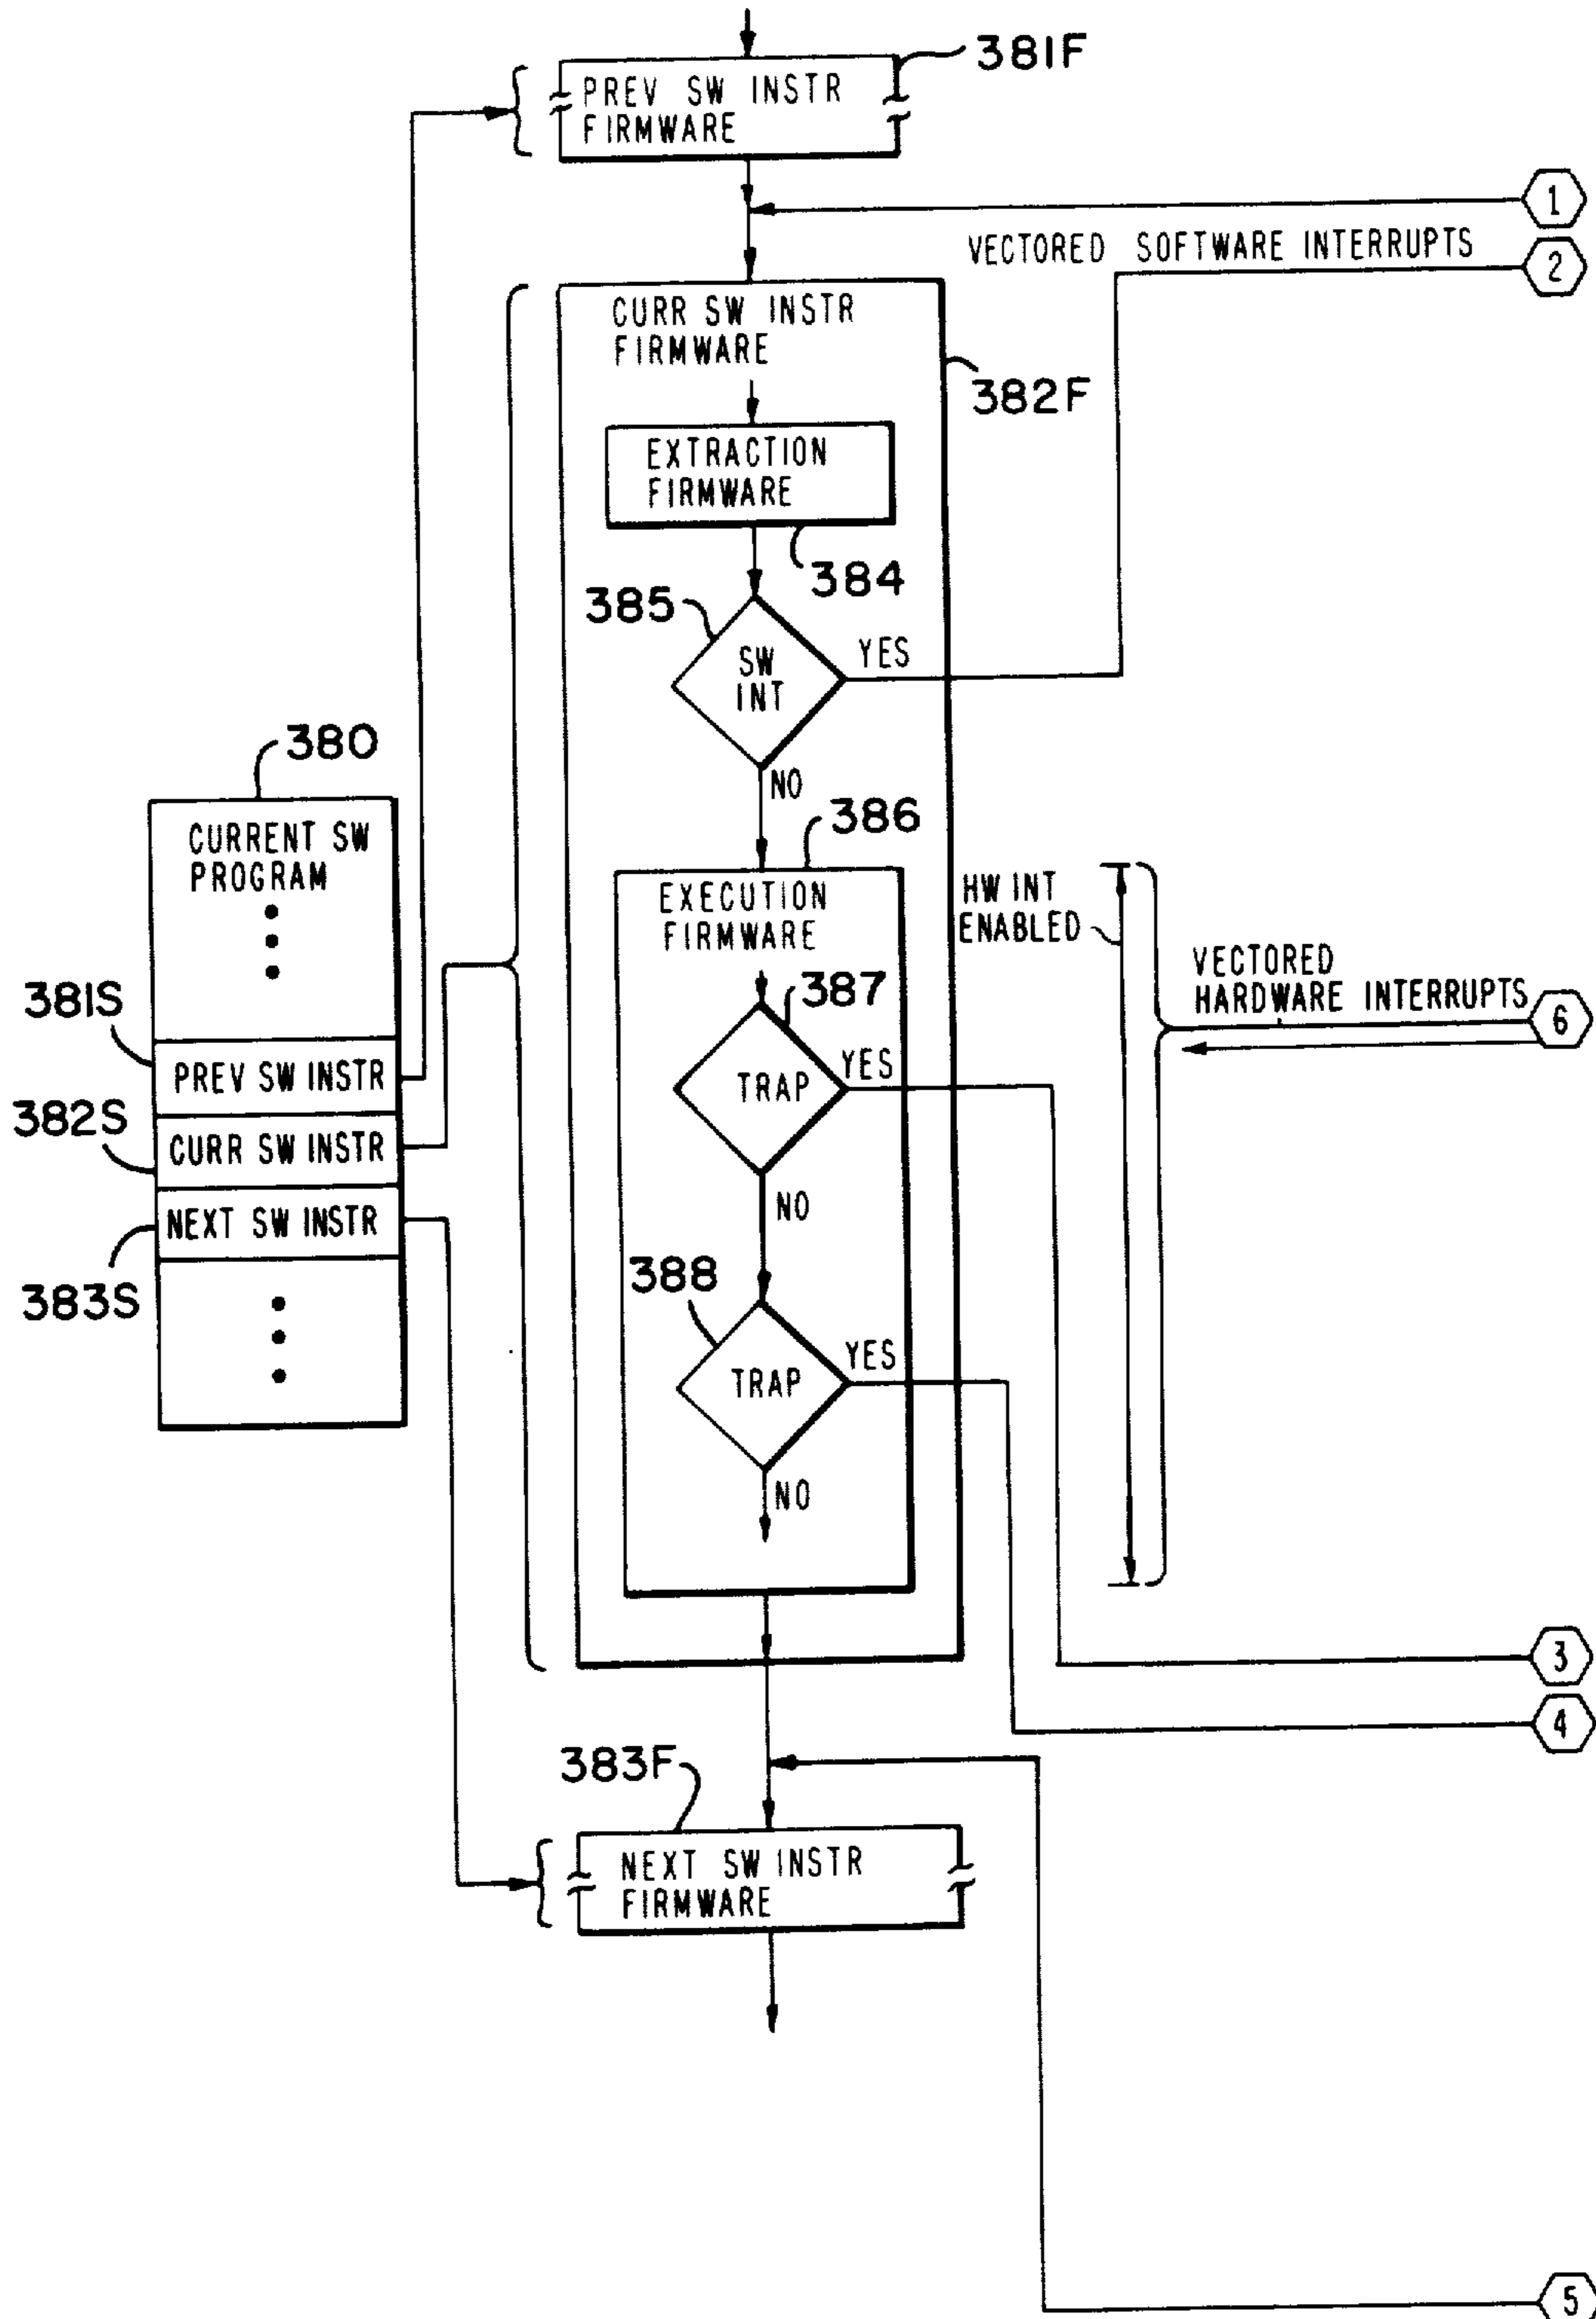 381F
PREV SW INSTR
FIRMWARE
1
VECTORED SOFTWARE INTERRUPTS
2
CURR SW INSTR
FIRMWARE
382F
EXTRACTION
FIRMWARE
384
385
SW
INT
YES
NO
380
CURRENT SW
PROGRAM
386
EXECUTION
FIRMWARE
HW INT
ENABLED
387
VECTORED
HARDWARE INTERRUPTS
6
381S
PREV SW INSTR
TRAP
YES
382S
CURR SW INSTR
NEXT SW INSTR
NO
383S
388
TRAP
YES
NO
3
4
383F
NEXT SW INSTR
FIRMWARE
5